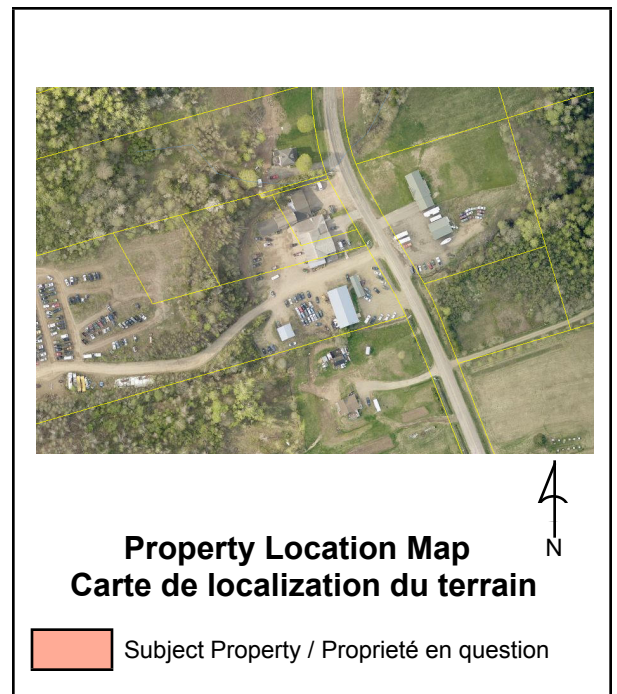 N
Property Location Map
Carte de localization du terrain
Subject Property / Proprieté en question